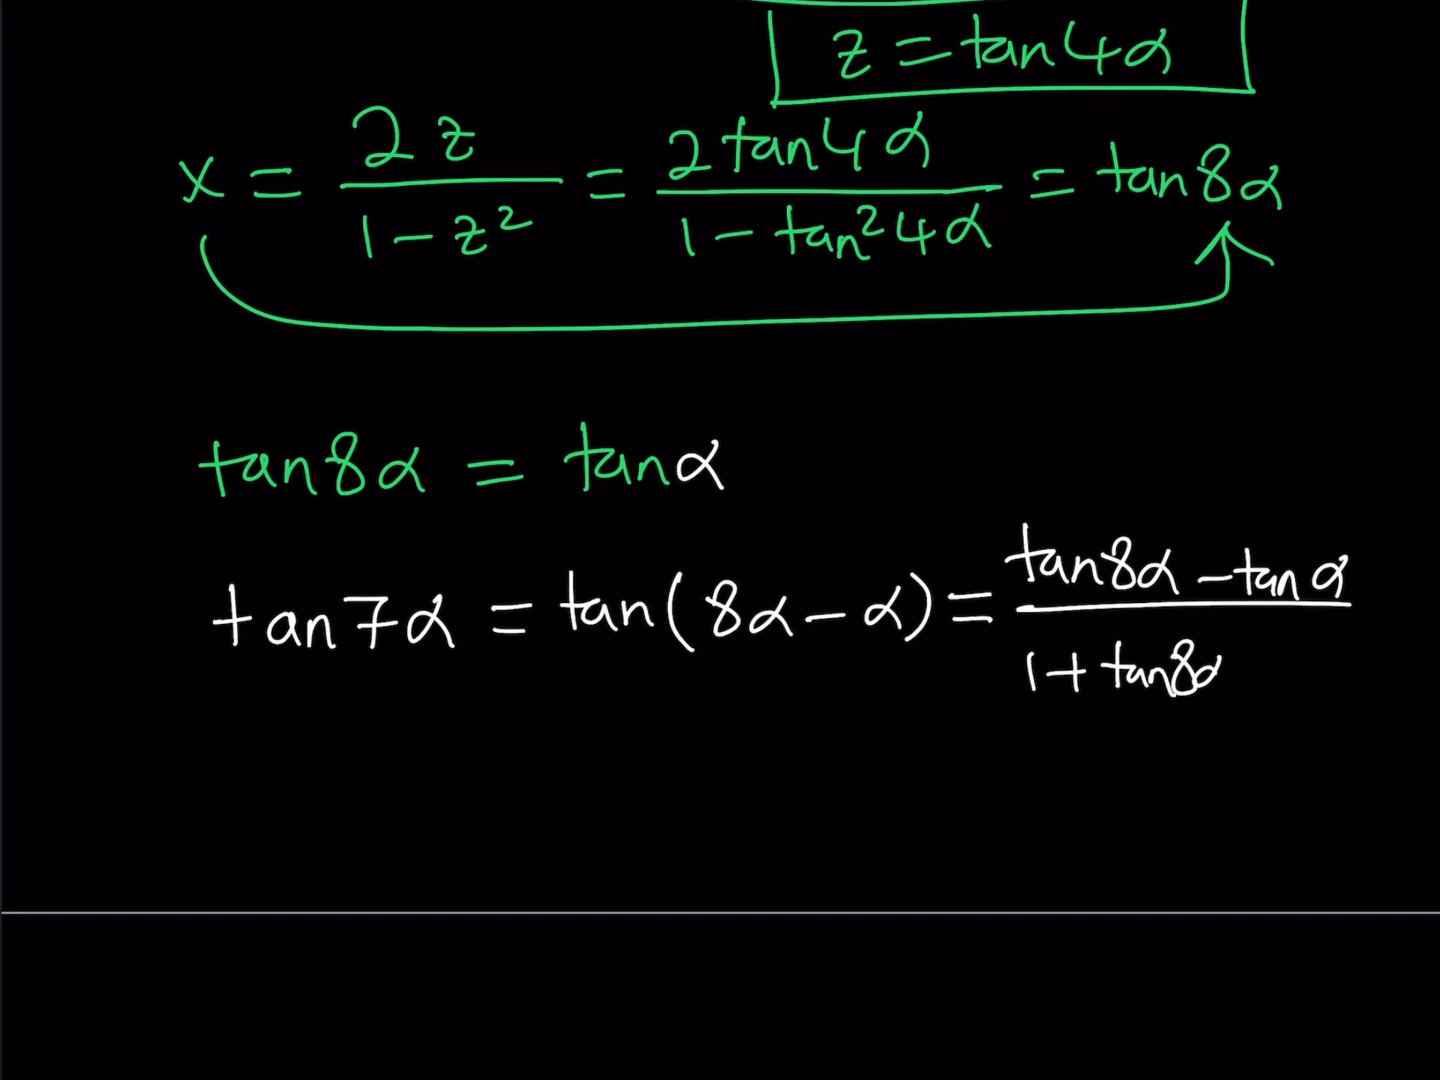 z = tan4α
x = 2z / 1 - z² = 2tan4α / 1 - tan²4α = tan8α
tan8α = tanα
tan7α = tan(8α - α) = tan8α - tanα / 1 + tan8α